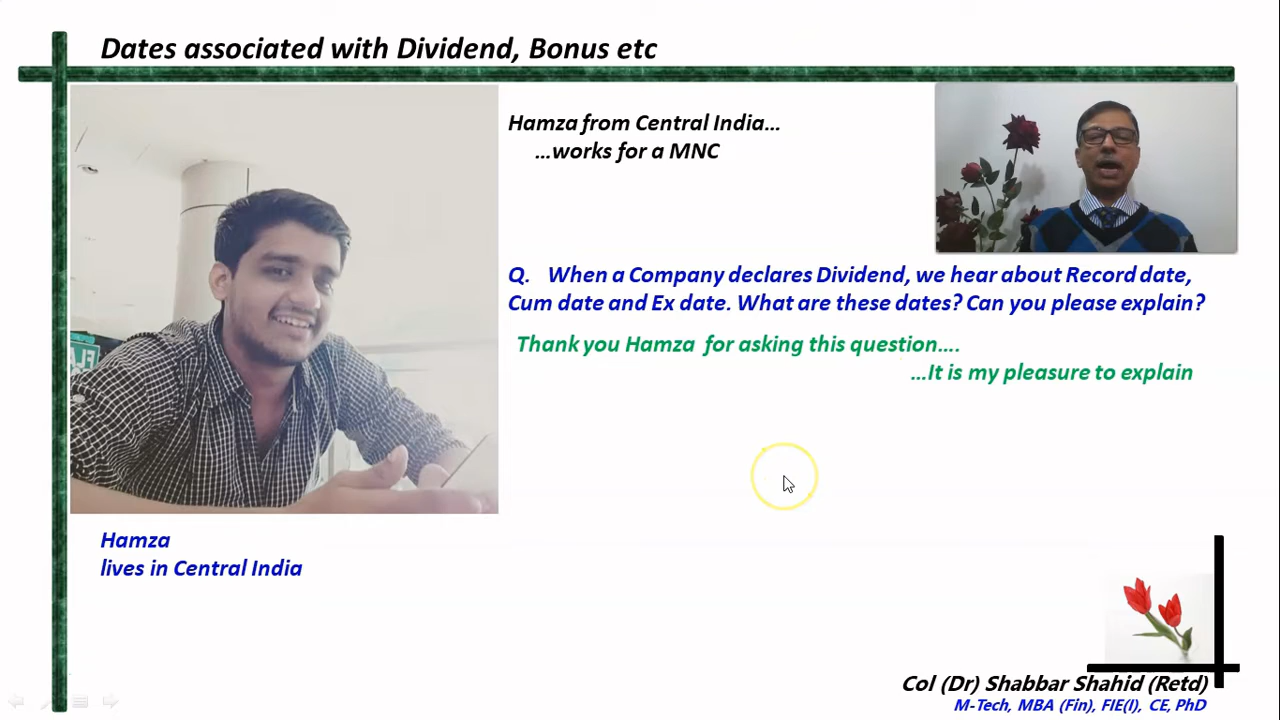 Dates associated with Dividend, Bonus etc
Hamza from Central India...
...works for a MNC
Q. When a Company declares Dividend, we hear about Record date,
Cum date and Ex date. What are these dates? Can you please explain?
Thank you Hamza for asking this question....
...It is my pleasure to explain
Hamza
lives in Central India
Col (Dr) Shabbar Shahid (Retd)
M-Tech, MBA (Fin), FIE(I), CE, PhD